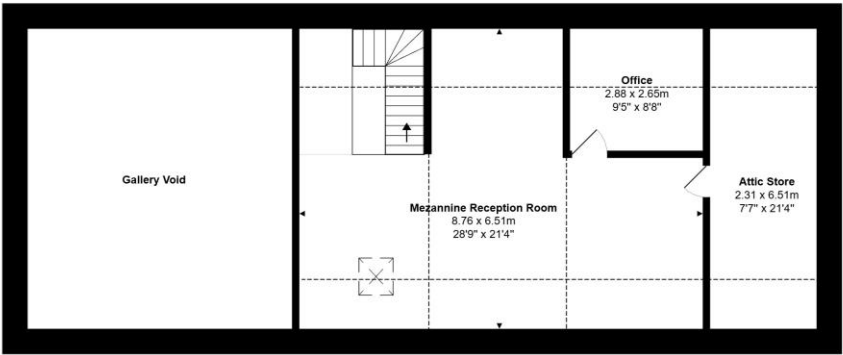 Office
2.88 x 2.65m
9'5" x 8'8"
Gallery Void
Attic Store
2.31 x 6.51m
7'7" x 21'4"
Mezannine Reception Room
8.76 x 6.51m
28'9" x 21'4"